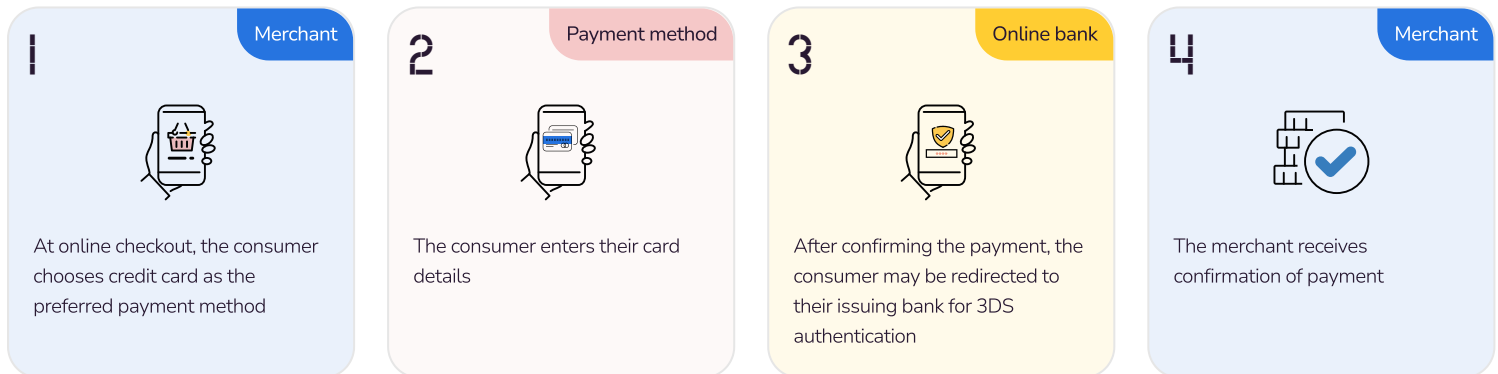 1
Merchant
At online checkout, the consumer
chooses credit card as the
preferred payment method
2
Payment method
The consumer enters their card
details
3
Online bank
After confirming the payment, the
consumer may be redirected to
their issuing bank for 3DS
authentication
4
Merchant
The merchant receives
confirmation of payment